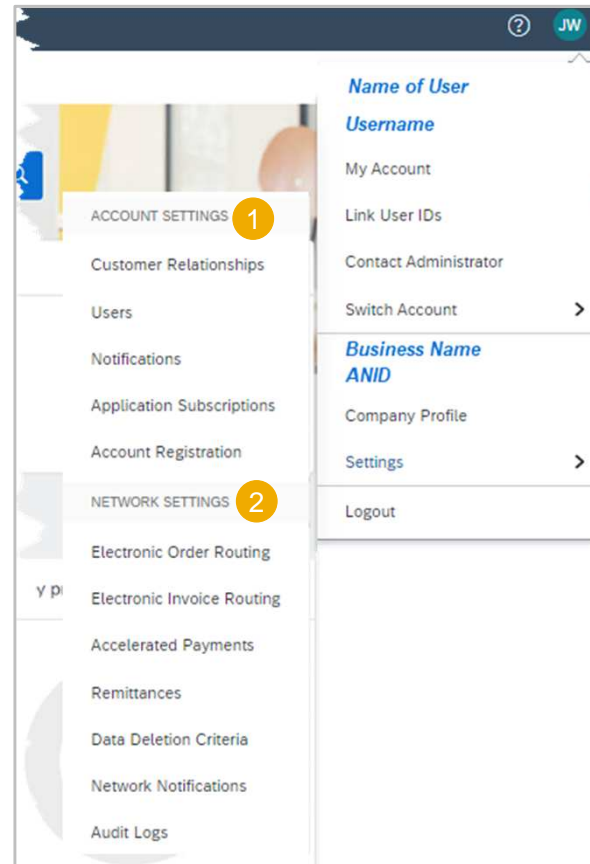 ?
JW
Name of User
Username
My Account
Link User IDs
Contact Administrator
Switch Account
Business Name
ANID
Company Profile
Settings
Logout
ACCOUNT SETTINGS 1
Customer Relationships
Users
Notifications
Application Subscriptions
Account Registration
NETWORK SETTINGS 2
Electronic Order Routing
Electronic Invoice Routing
Accelerated Payments
Remittances
Data Deletion Criteria
Network Notifications
Audit Logs